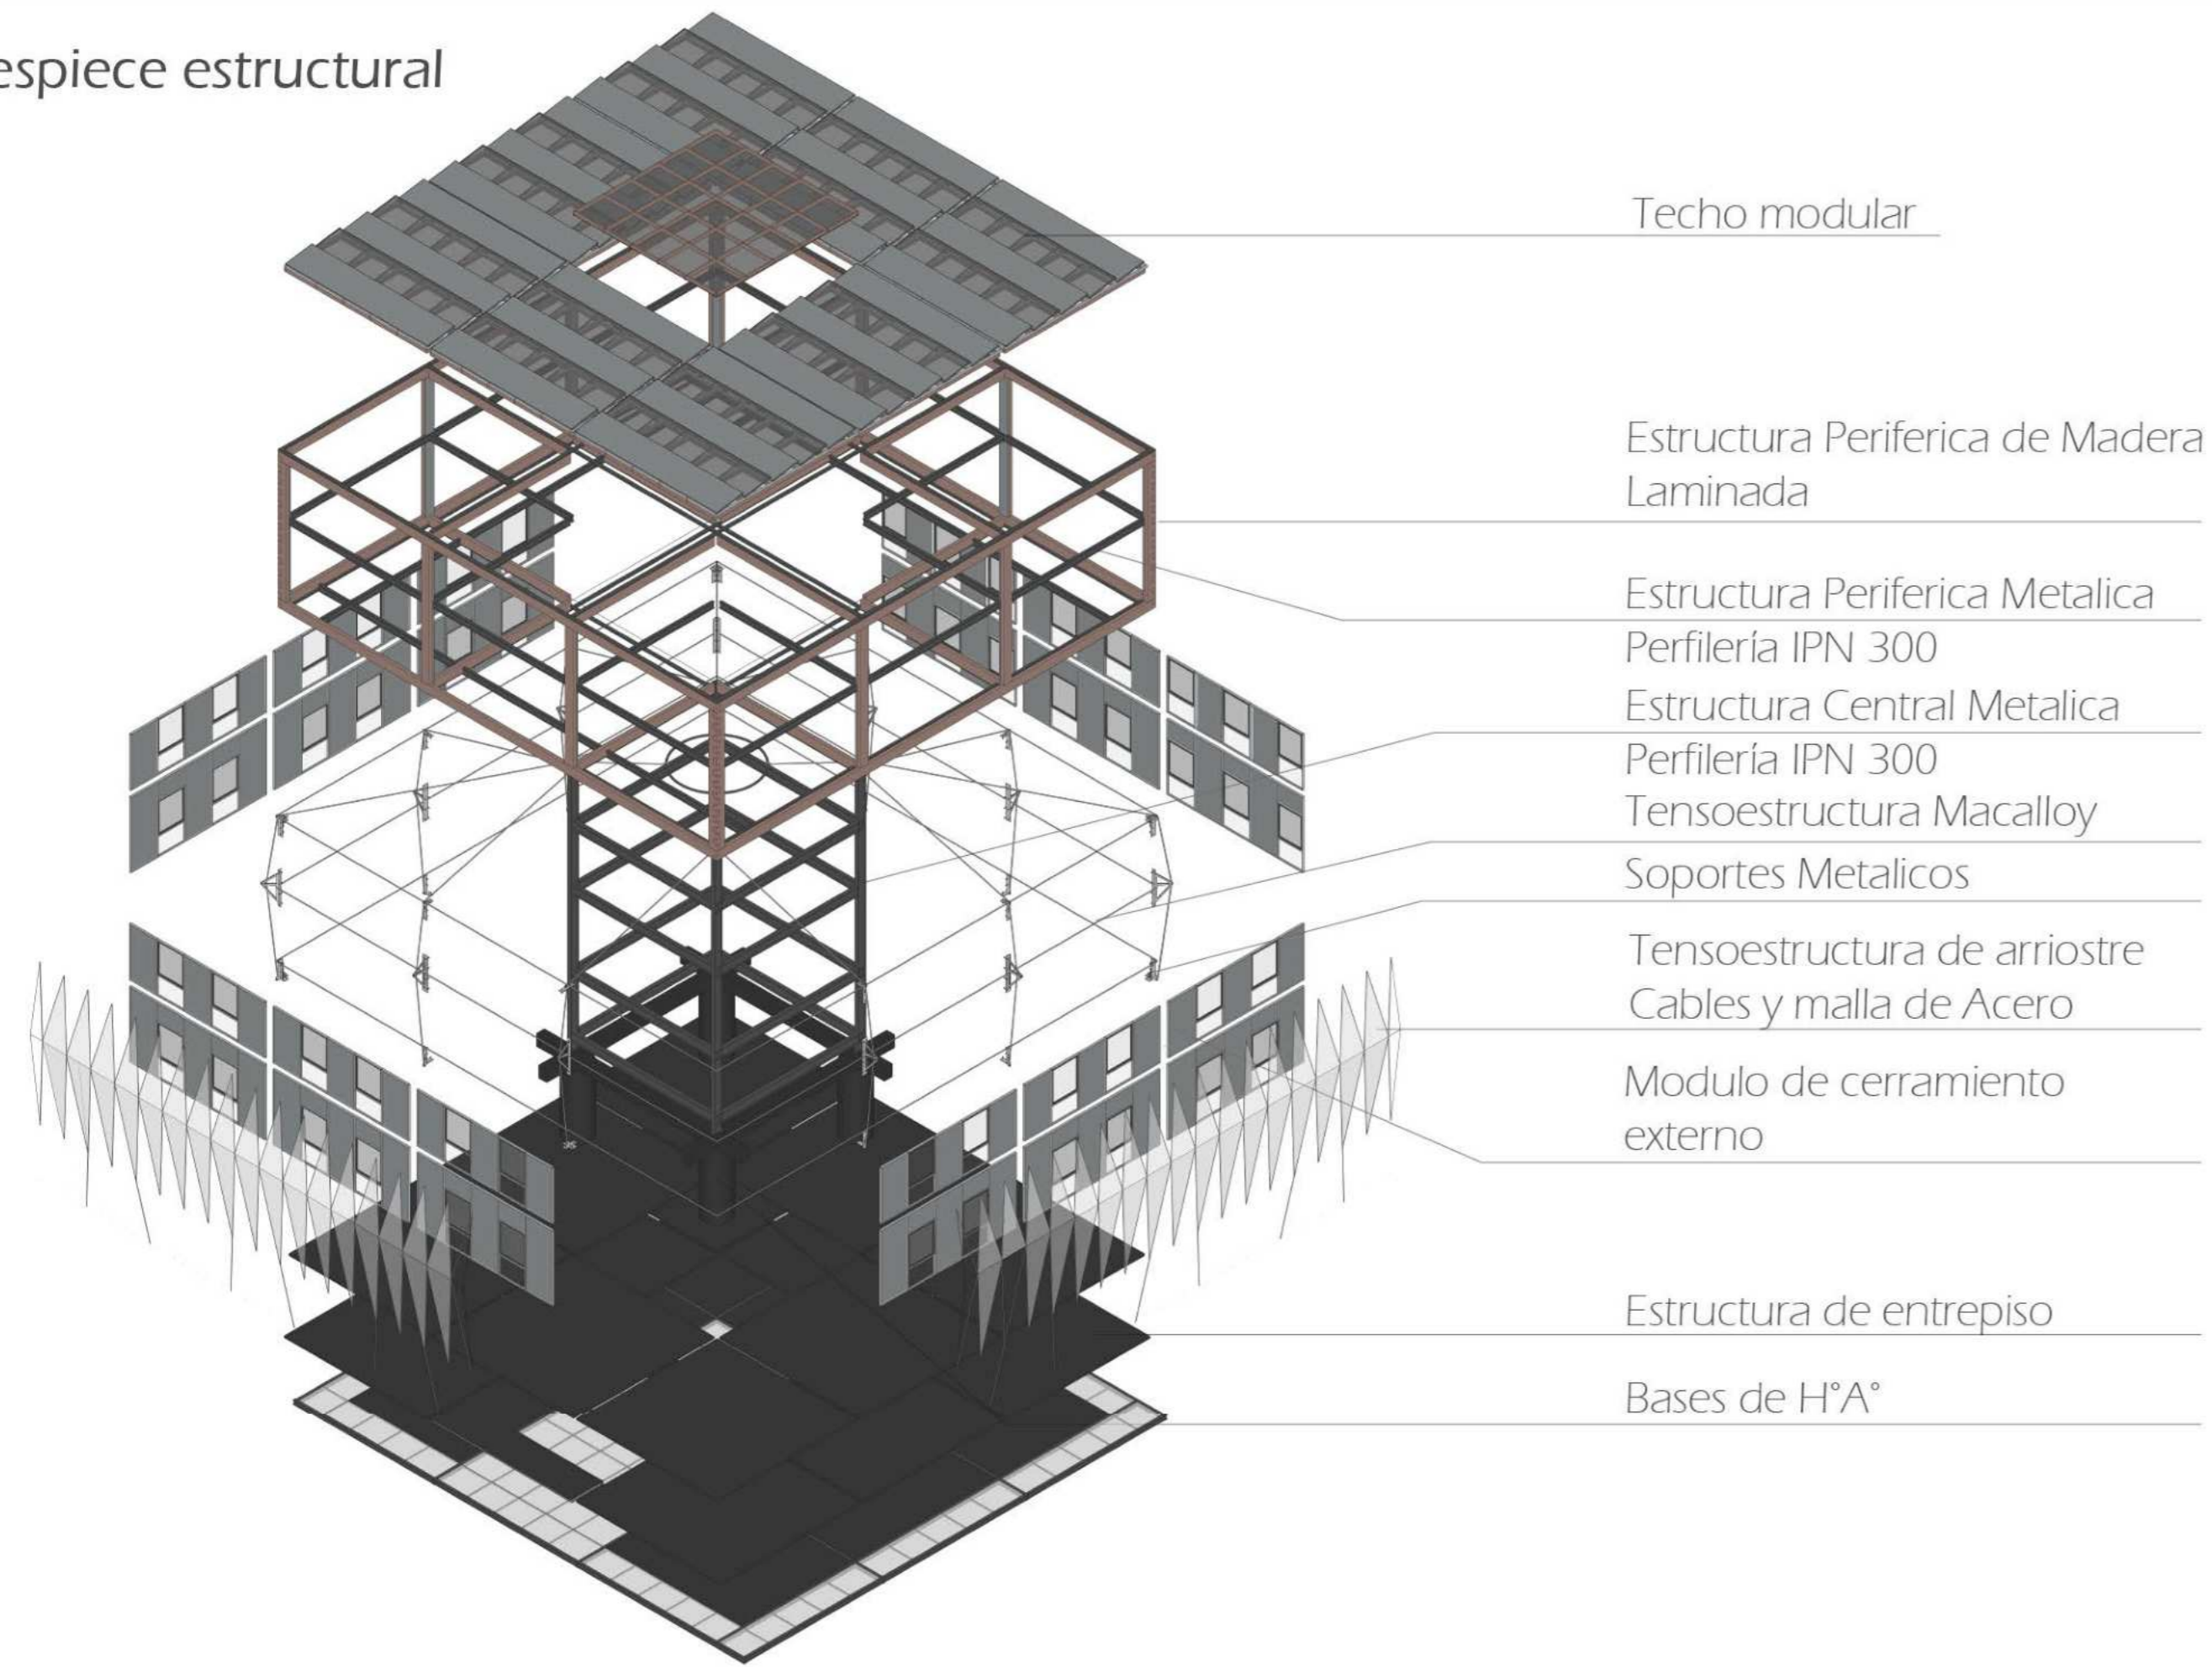 espiece estructural
Techo modular
Estructura Periferica de Madera
Laminada
Estructura Periferica Metalica
Perfilería IPN 300
Estructura Central Metalica
Perfilería IPN 300
Tensoestructura Macalloy
Soportes Metalicos
Tensoestructura de arriostre
Cables y malla de Acero
Modulo de cerramiento
externo
Estructura de entrepiso
Bases de H°A°